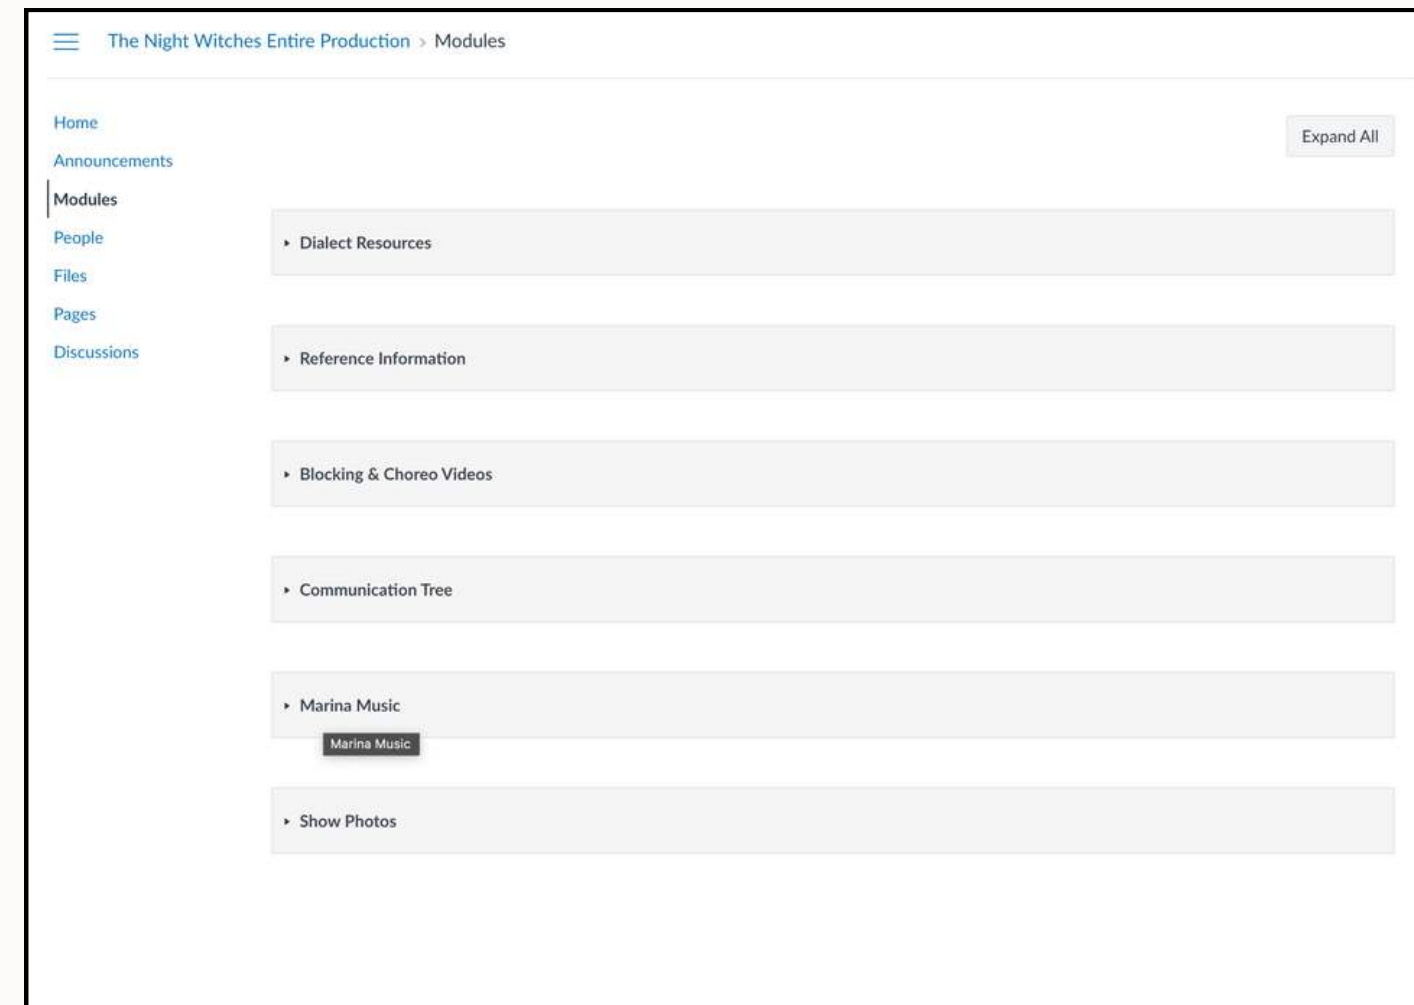 The Night Witches Entire Production › Modules
Home
Announcements
Modules
People
Files
Pages
Discussions
Expand All
Dialect Resources
Reference Information
Blocking & Choreo Videos
Communication Tree
Marina Music
Marina Music
Show Photos